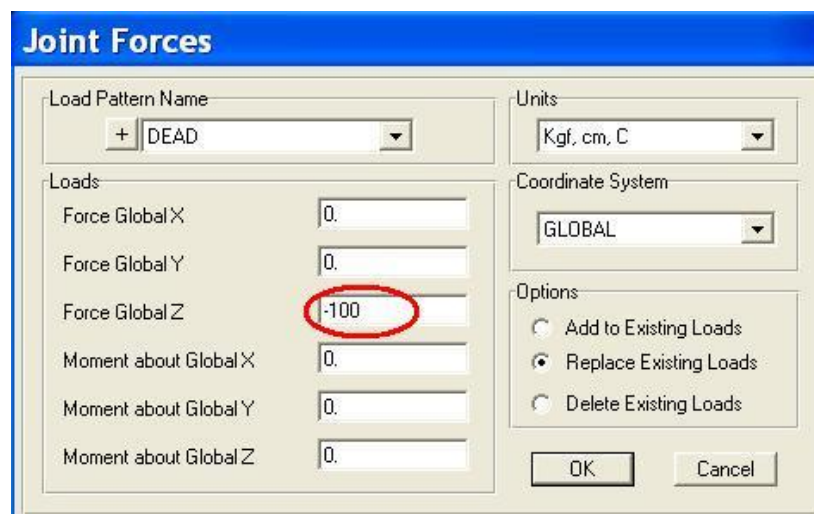 Joint Forces
Load Pattern Name
+ DEAD
Units
Kgf, cm, C
Loads
Force Global X 0.
Force Global Y 0.
Force Global Z -100
Moment about Global X 0.
Moment about Global Y 0.
Moment about Global Z 0.
Coordinate System
GLOBAL
Options
Add to Existing Loads
Replace Existing Loads
Delete Existing Loads
OK Cancel